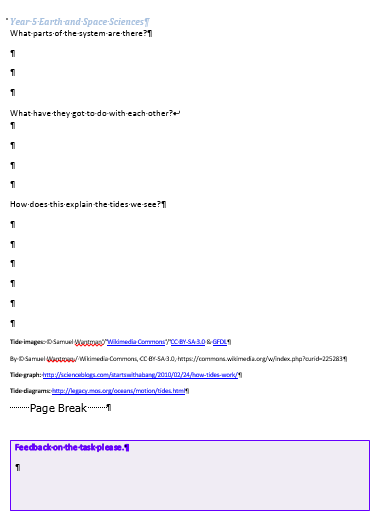 Year 5 Earth and Space Sciences¶
What parts of the system are there?¶
¶
¶
¶
What have they got to do with each other?↵
¶
¶
¶
¶
How does this explain the tides we see?¶
¶
¶
¶
¶
¶
¶
Tide images: © Samuel Wantman / Wikimedia Commons / CC-BY-SA-3.0 & GFDL¶
By © Samuel Wantman / Wikimedia Commons, CC-BY-SA-3.0, https://commons.wikimedia.org/w/index.php?curid=225283¶
Tide graph: http://scienceblogs.com/startswithabang/2010/02/24/how-tides-work/¶
Tide diagrams: http://legacy.mos.org/oceans/motion/tides.html¶
Page Break ¶
Feedback on the task please.¶
¶